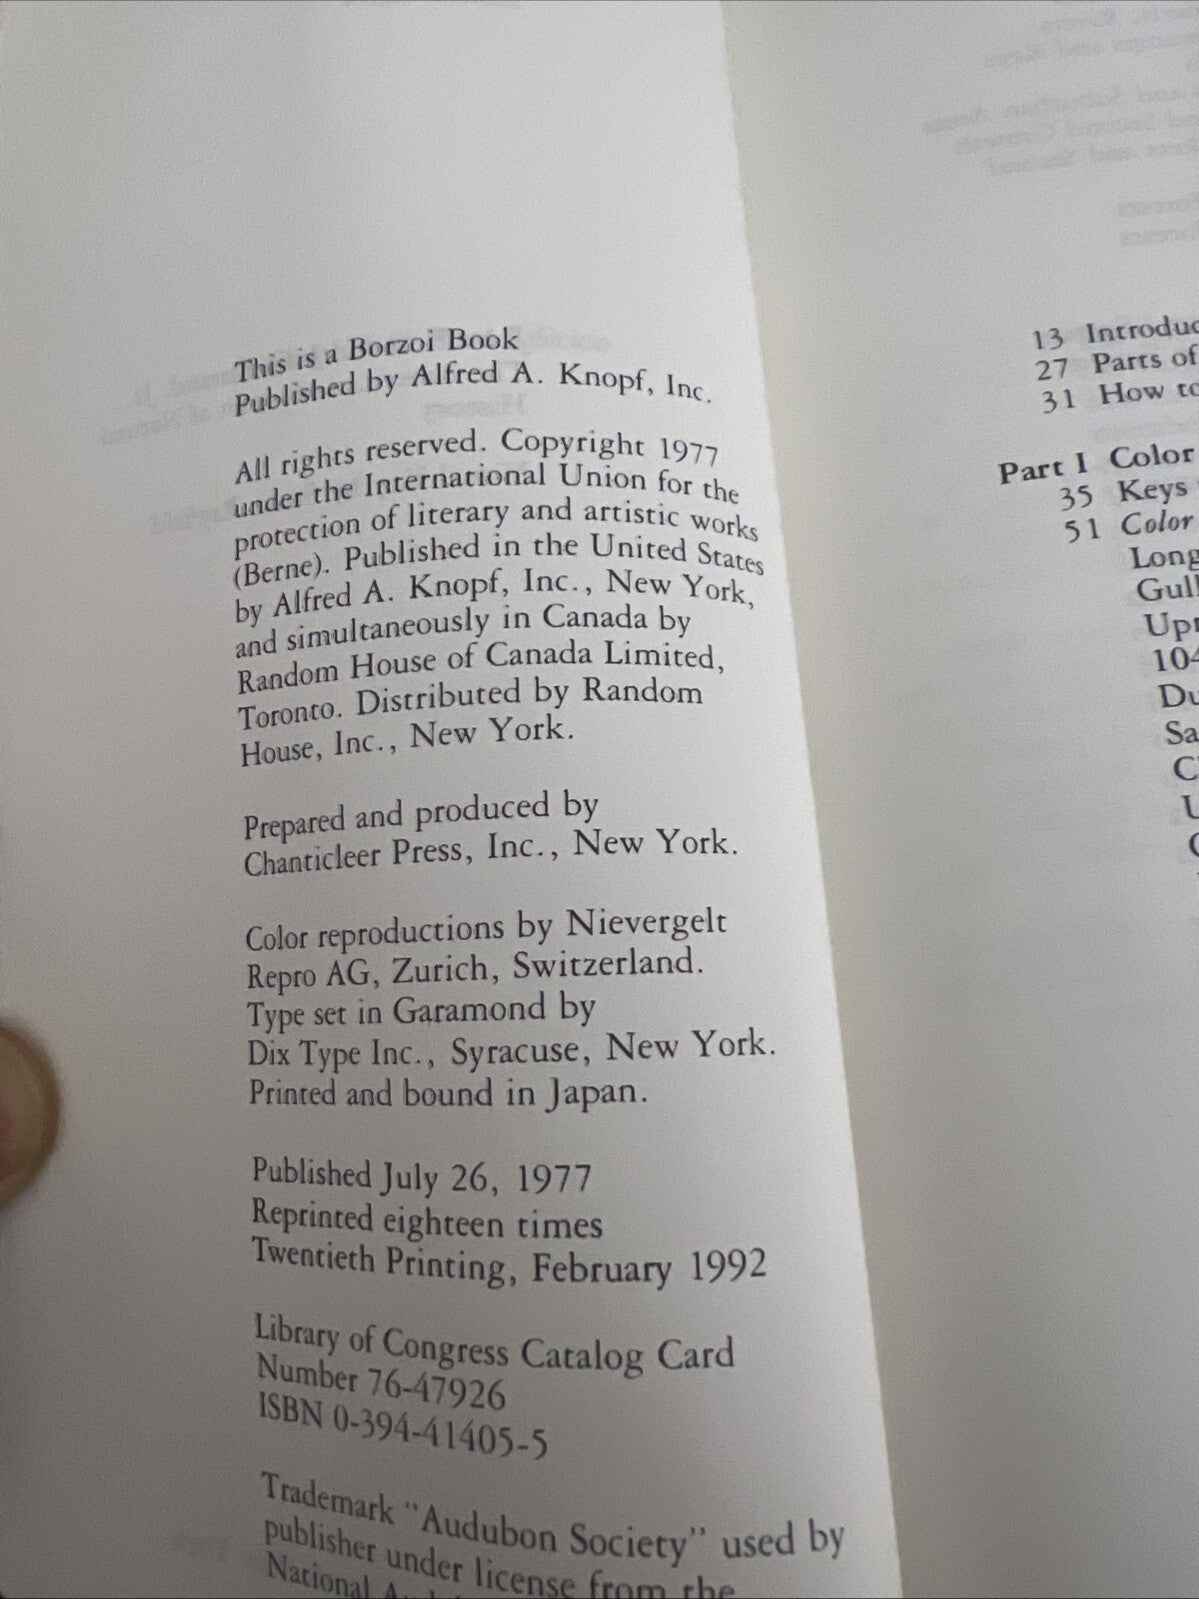 This is a Borzoi Book
Published by Alfred A. Knopf, Inc.
All rights reserved. Copyright 1977
under the International Union for the
protection of literary and artistic works
(Berne). Published in the United States
by Alfred A. Knopf, Inc., New York,
and simultaneously in Canada by
Random House of Canada Limited,
Toronto. Distributed by Random
House, Inc., New York.
Prepared and produced by
Chanticleer Press, Inc., New York.
Color reproductions by Nievergelt
Repro AG, Zurich, Switzerland.
Type set in Garamond by
Dix Type Inc., Syracuse, New York.
Printed and bound in Japan.
Published July 26, 1977
Reprinted eighteen times
Twentieth Printing, February 1992
Library of Congress Catalog Card
Number 76-47926
ISBN 0-394-41405-5
Trademark "Audubon Society" used by
publisher under license from the
National
13 Introduc
27 Parts of
31 How to
Part I Color
35 Keys
51 Color
Long
Gull
Upr
104
Du
Sa